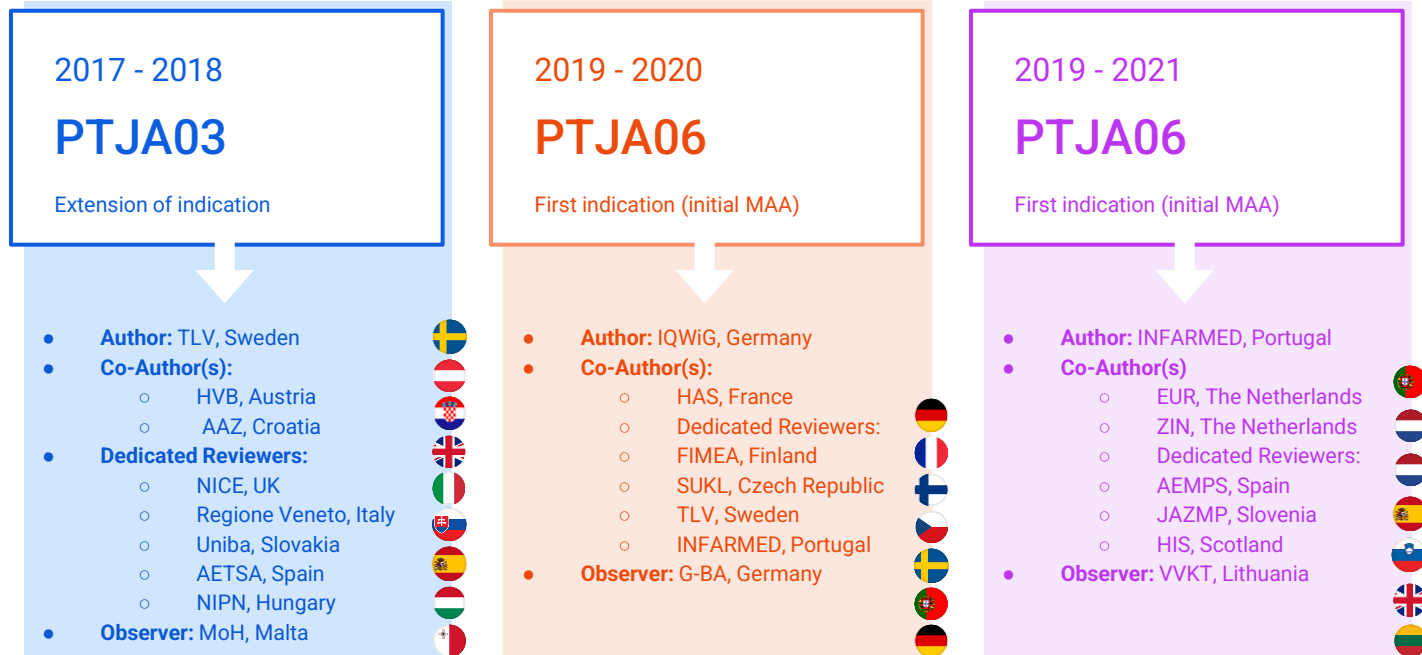 2017 - 2018
PTJA03
Extension of indication
● Author: TLV, Sweden
● Co-Author(s):
○ HVB, Austria
○ AAZ, Croatia
● Dedicated Reviewers:
○ NICE, UK
○ Regione Veneto, Italy
○ Uniba, Slovakia
○ AETSA, Spain
○ NIPN, Hungary
● Observer: MoH, Malta
2019 - 2020
PTJA06
First indication (initial MAA)
● Author: IQWiG, Germany
● Co-Author(s):
○ HAS, France
○ Dedicated Reviewers:
○ FIMEA, Finland
○ SUKL, Czech Republic
○ TLV, Sweden
○ INFARMED, Portugal
● Observer: G-BA, Germany
2019 - 2021
PTJA06
First indication (initial MAA)
● Author: INFARMED, Portugal
● Co-Author(s)
○ EUR, The Netherlands
○ ZIN, The Netherlands
○ Dedicated Reviewers:
○ AEMPS, Spain
○ JAZMP, Slovenia
○ HIS, Scotland
● Observer: VVKT, Lithuania